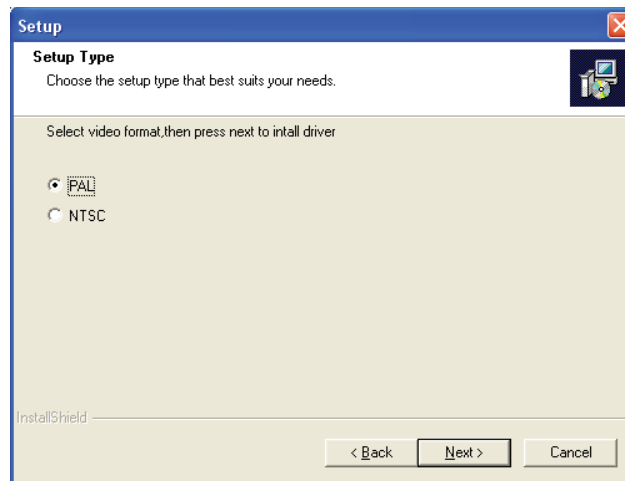 Setup
Setup Type
Choose the setup type that best suits your needs.
Select video format,then press next to intall driver
PAL
NTSC
InstallShield
< Back Next > Cancel